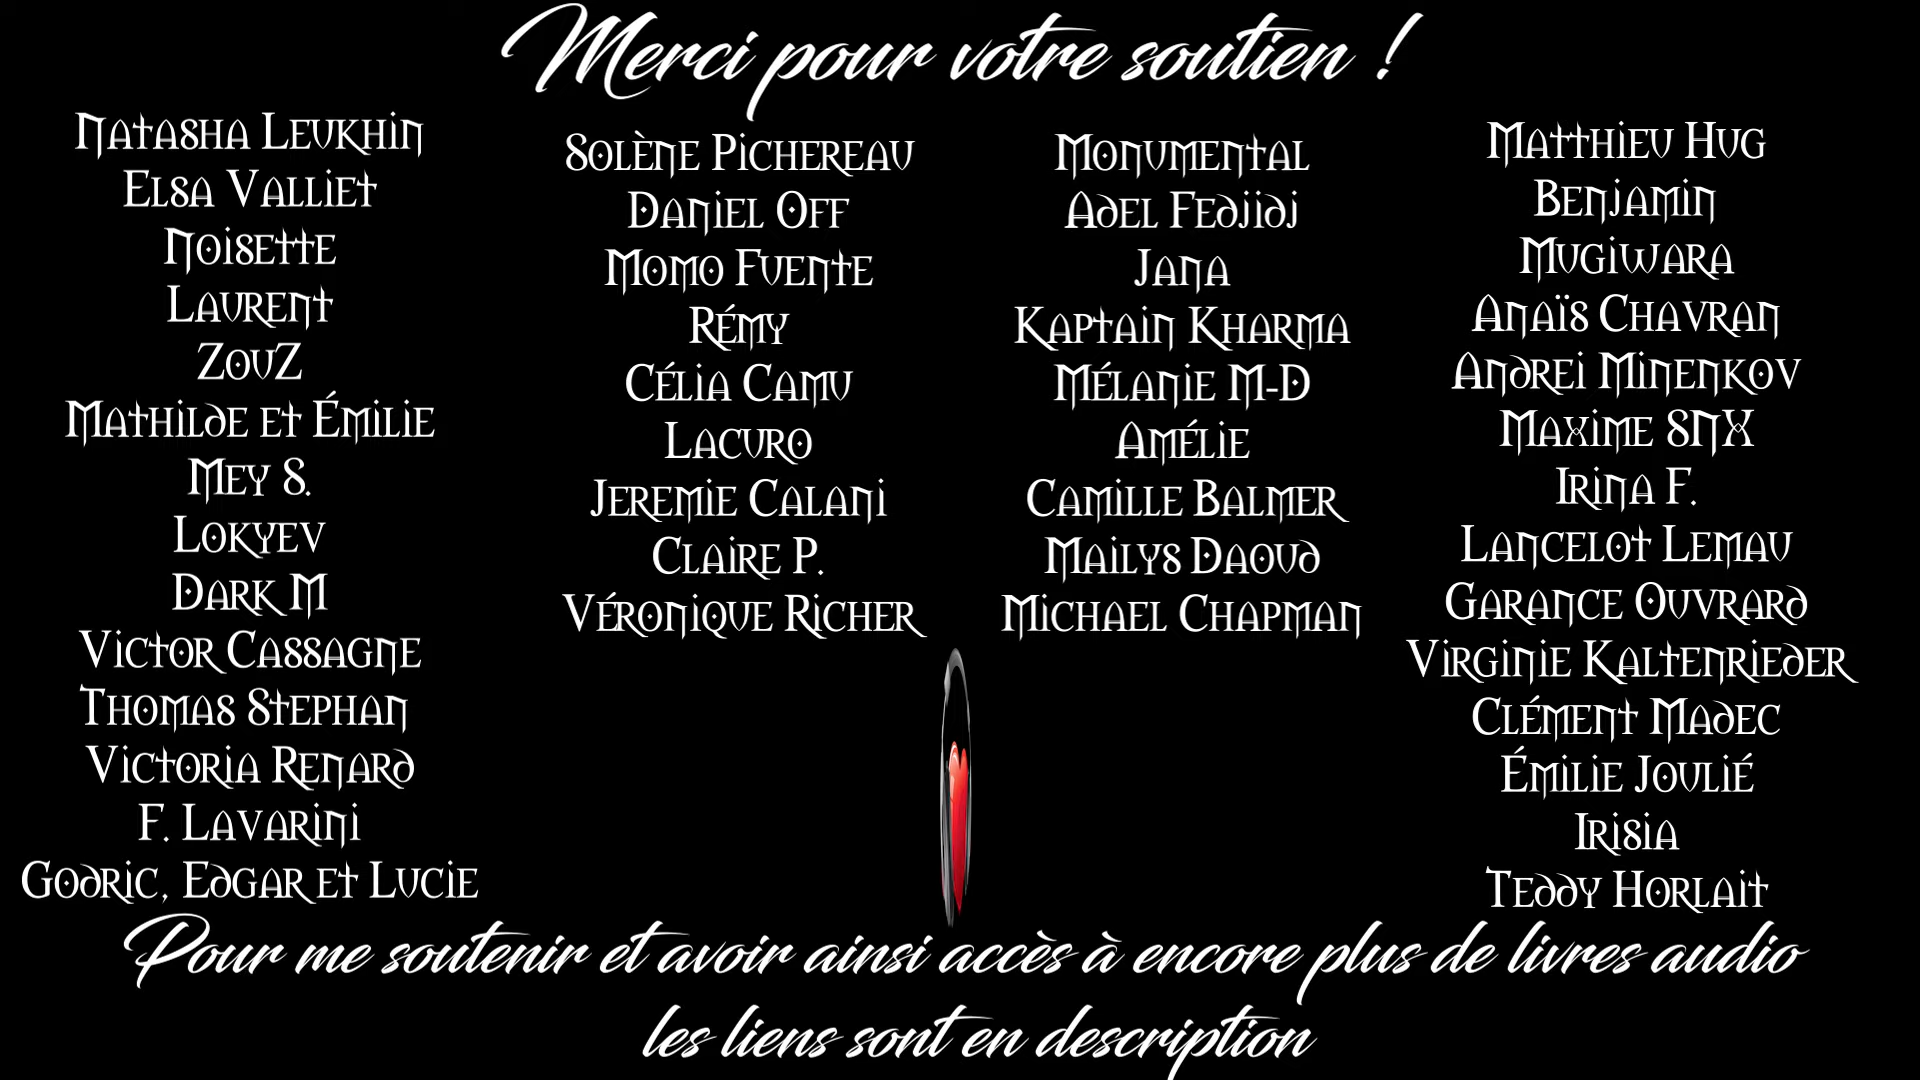 Merci pour votre soutien !
Natasha Leukhin
Elsa Valliet
Noisette
Laurent
ZouZ
Mathilde et Émilie
Mey S.
Lokyev
Dark M
Victor Cassagne
Thomas Stephan
Victoria Renard
F. Lavarini
Godric, Edgar et Lucie
Solène Pichereau
Daniel Off
Momo Fuente
Rémy
Célia Camu
Lacuro
Jeremie Calani
Claire P.
Véronique Richer
Monumental
Adel Fedjidj
Jana
Kaptain Kharma
Mélanie M-D
Amélie
Camille Balmer
Mailys Daoud
Michael Chapman
Matthieu Hug
Benjamin
Mugiwara
Anaïs Chavran
Andrei Minenkov
Maxime SNX
Irina F.
Lancelot Lemau
Garance Ouvrard
Virginie Kaltenrieder
Clément Madec
Émilie Joulié
Irisia
Teddy Horlait
Pour me soutenir et avoir ainsi accès à encore plus de livres audio
les liens sont en description